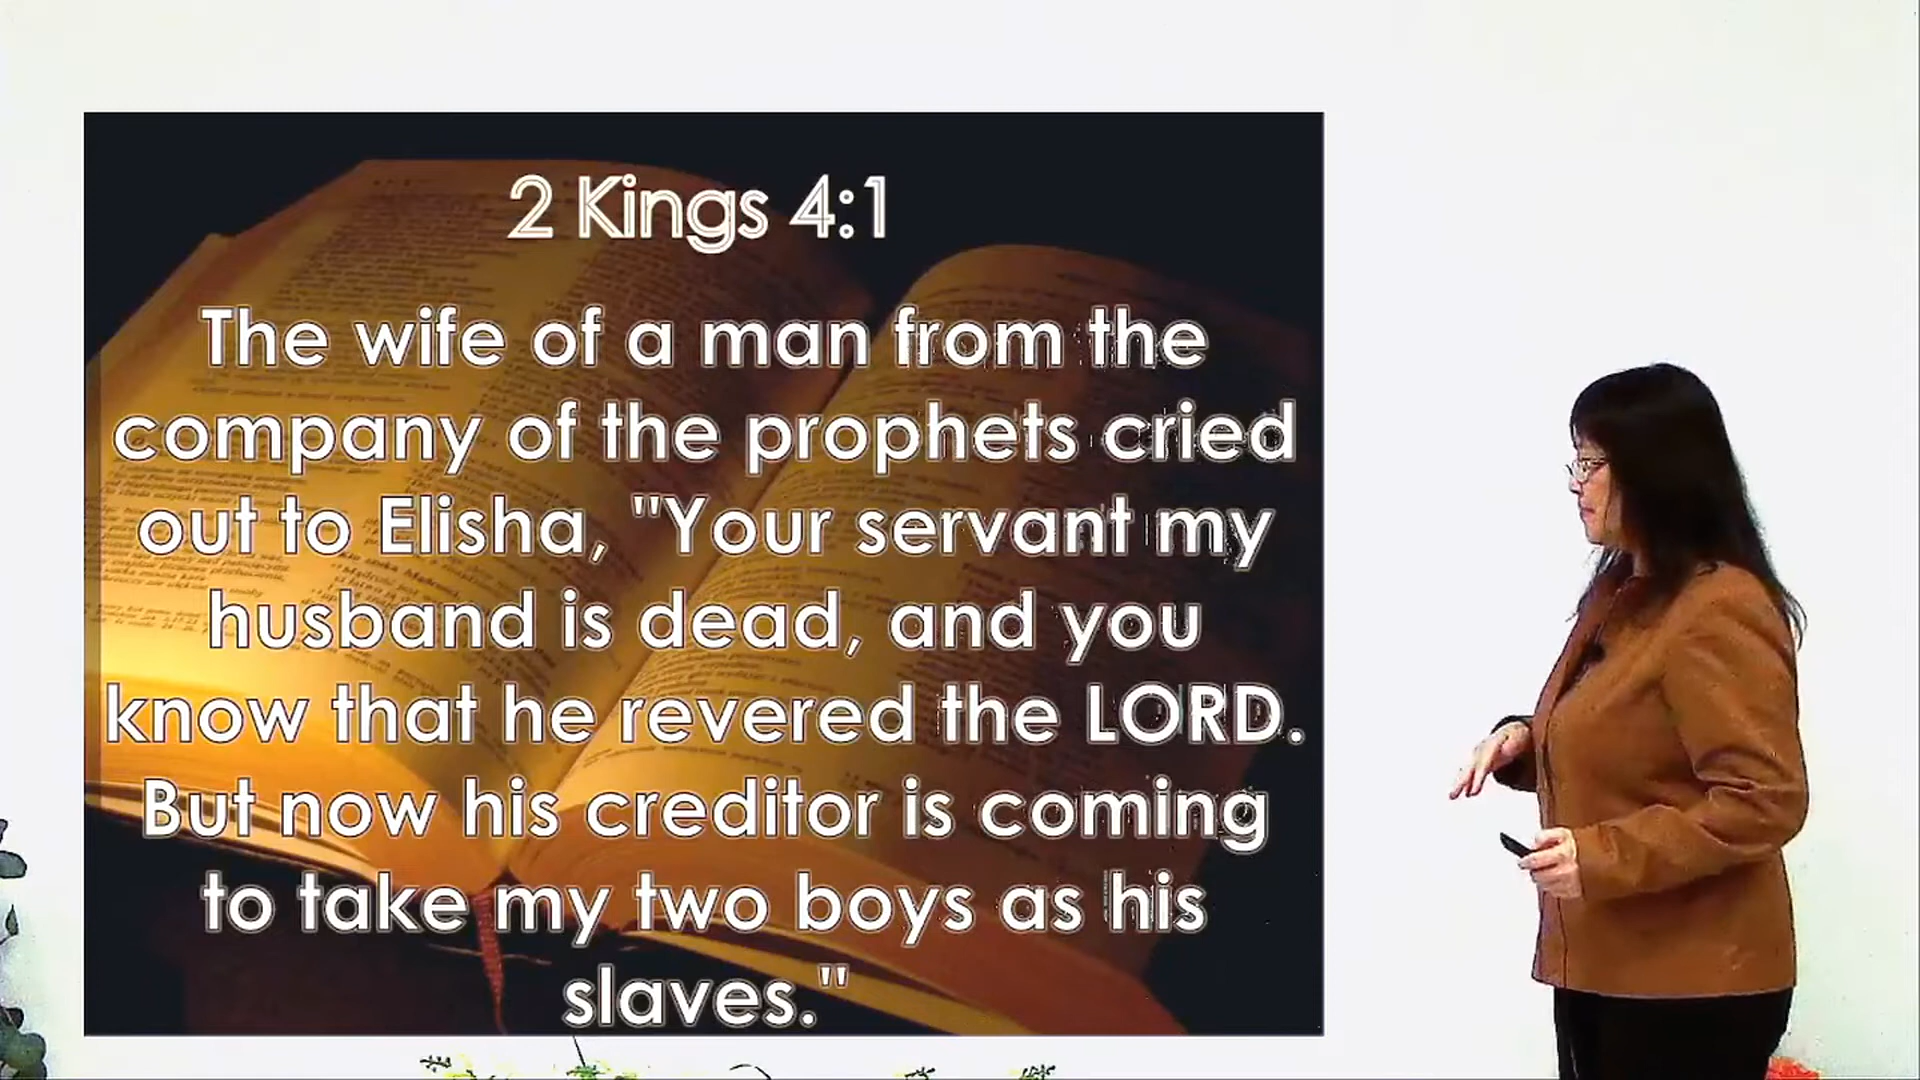 2 Kings 4:1
The wife of a man from the
company of the prophets cried
out to Elisha, "Your servant my
husband is dead, and you
know that he revered the LORD.
But now his creditor is coming
to take my two boys as his
slaves."